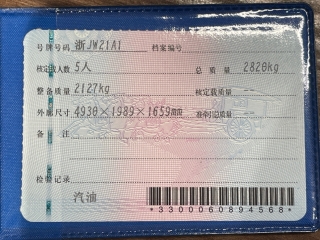 号牌号码 浙JW21A1 档案编号
核定载人数 5人 总质量 2820kg
整备质量 2127kg 核定载质量 --
外廓尺寸 4930×1989×1659mm 准牵引总质量 --
备注
检验记录
汽油
*3300060894568*